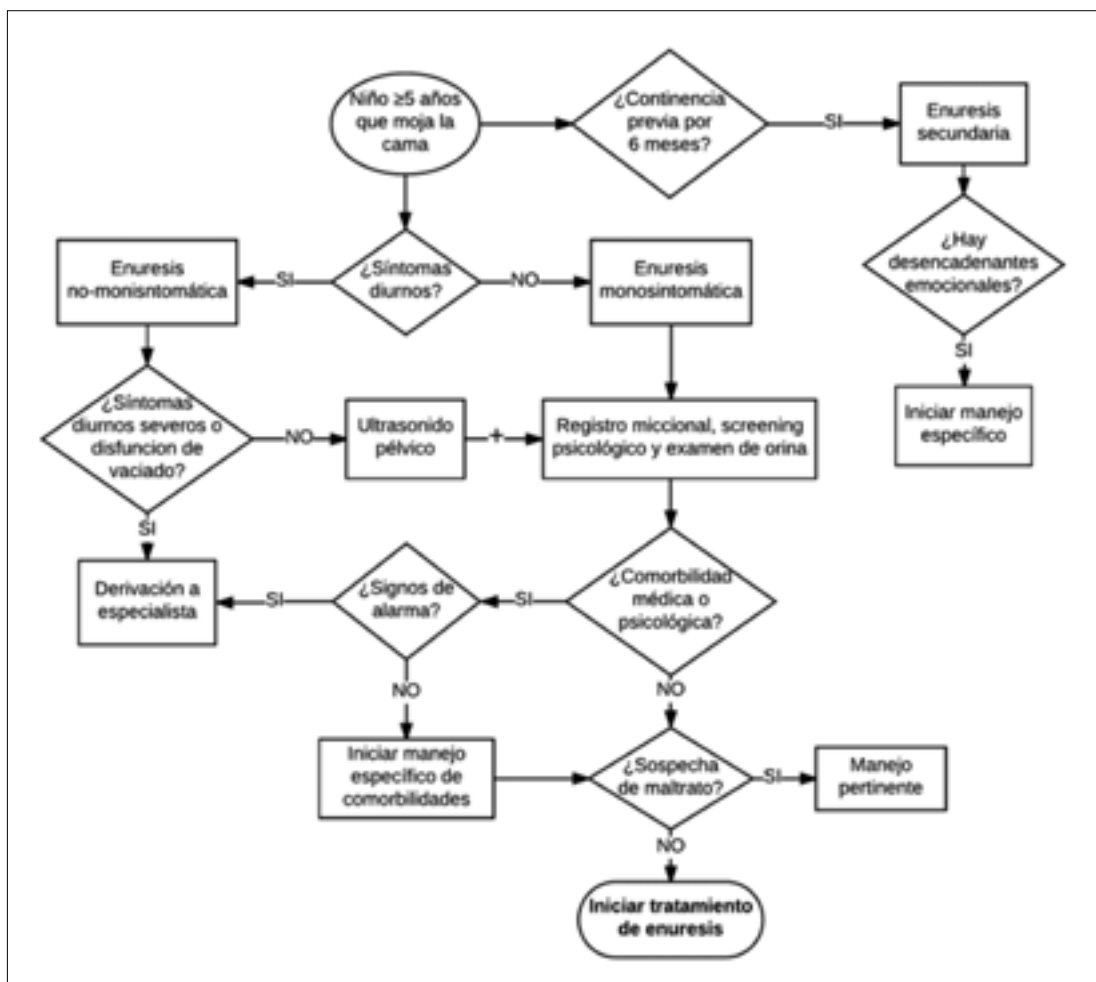 Niño ≥5 años
que moja la
cama
¿Continencia
previa por
6 meses?
SI
Enuresis
secundaria
¿Hay
desencadenantes
emocionales?
SI
Iniciar manejo
específico
¿Síntomas
diurnos?
SI
Enuresis
no-monisntomática
NO
Enuresis
monosintomática
¿Síntomas
diurnos severos o
disfuncion de
vaciado?
NO
Ultrasonido
pélvico
+
Registro miccional, screening
psicológico y examen de orina
SI
Derivación a
especialista
SI
¿Signos de
alarma?
SI
¿Comorbilidad
médica o
psicológica?
NO
NO
Iniciar manejo
específico de
comorbilidades
¿Sospecha
de maltrato?
SI
Manejo
pertinente
NO
Iniciar tratamiento
de enuresis